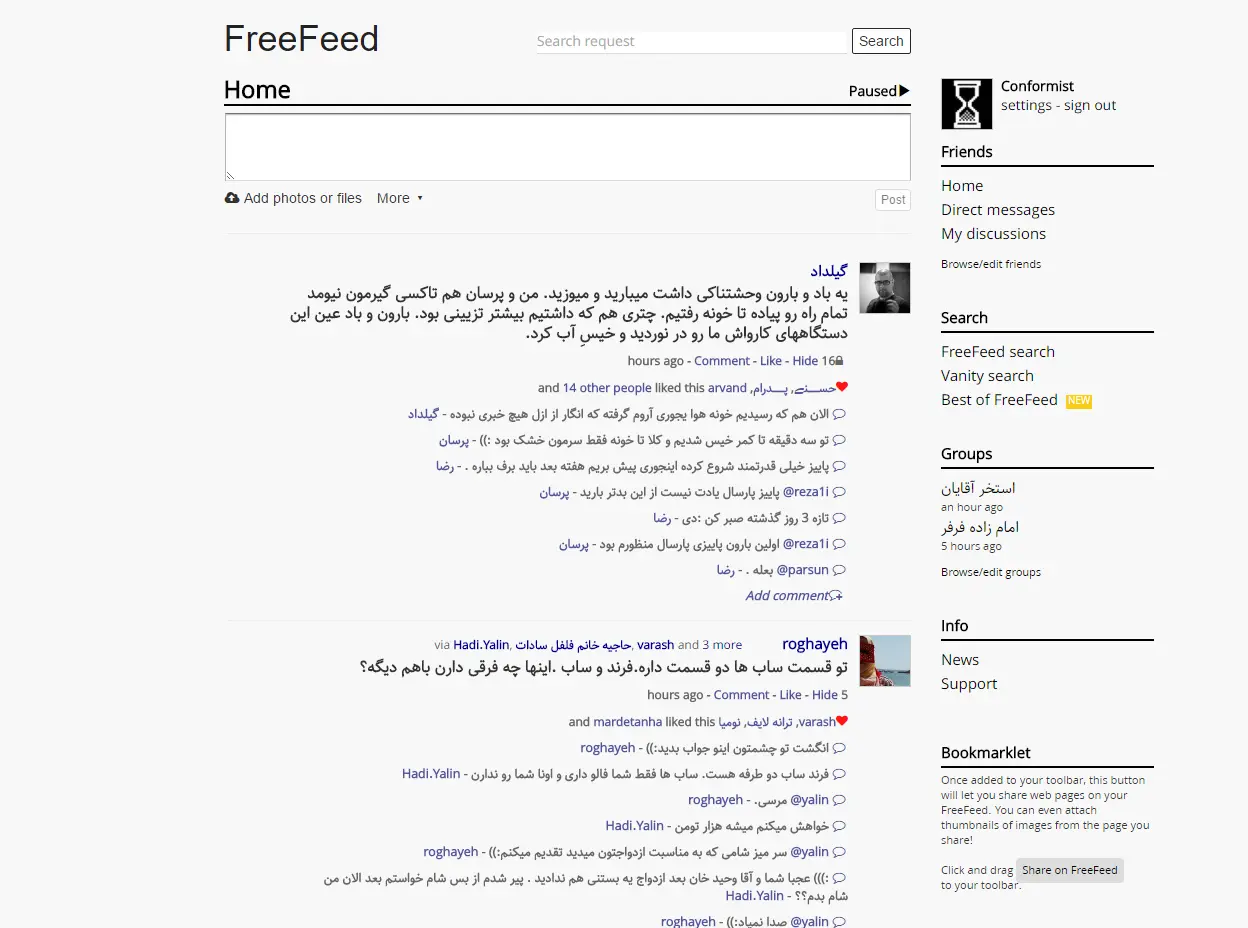 FreeFeed
Search request
Search
Home
Paused
Add photos or files
More
Post
گیلداد
یه باد و بارون وحشتناکی داشت میبارید و میوزید. من و پرسان هم تاکسی گیرمون نیومد
تمام راه رو پیاده تا خونه رفتیم. چتری هم که داشتیم بیشتر تزیینی بود. بارون و باد عین این
دستگاههای کارواش ما رو در نوردید و خیسِ آب کرد.
hours ago - Comment - Like - Hide 16
and 14 other people liked this arvand ,حســنے, پــدرام
الان هم که رسیدیم خونه هوا یجوری آروم گرفته که انگار از ازل هیچ خبری نبوده - گیلداد
تو سه دقیقه تا کمر خیس شدیم و کلا تا خونه فقط سرمون خشک بود :)) - پرسان
پاییز خیلی قدرتمند شروع کرده اینجوری پیش بریم هفته بعد باید برف بباره . - رضا
@reza1i پاییز پارسال یادت نیست از این بدتر بارید - پرسان
تازه 3 روز گذشته صبر کن :دی - رضا
@reza1i اولین بارون پاییزی پارسال منظورم بود - پرسان
@parsun بعله . - رضا
Add comment
roghayeh via Hadi.Yalin, حاجیه خانم فلفل سادات, varash and 3 more
تو قسمت ساب ها دو قسمت داره.فرند و ساب .اینها چه فرقی دارن باهم دیگه؟
hours ago - Comment - Like - Hide 5
and mardetanha liked this varash, ترانه لایف, نومیا
انگشت تو چشمتون اینو جواب بدید:)) - roghayeh
فرند ساب دو طرفه هست. ساب ها فقط شما فالو داری و اونا شما رو ندارن - Hadi.Yalin
@yalin مرسی. - roghayeh
خواهش میکنم میشه هزار تومن - Hadi.Yalin
@yalin سر میز شامی که به مناسبت ازدواجتون میدید تقدیم میکنم:)) - roghayeh
:))) عجبا شما و آقا وحید خان بعد ازدواج یه بستنی هم ندادید . پیر شدم از بس شام خواستم بعد الان من
شام بدم؟؟ - Hadi.Yalin
@yalin صدا نمیاد:)) - roghayeh
Conformist
settings - sign out
Friends
Home
Direct messages
My discussions
Browse/edit friends
Search
FreeFeed search
Vanity search
Best of FreeFeed NEW
Groups
استخر آقایان
an hour ago
امام زاده فرفر
5 hours ago
Browse/edit groups
Info
News
Support
Bookmarklet
Once added to your toolbar, this button
will let you share web pages on your
FreeFeed. You can even attach
thumbnails of images from the page you
share!
Click and drag Share on FreeFeed
to your toolbar.